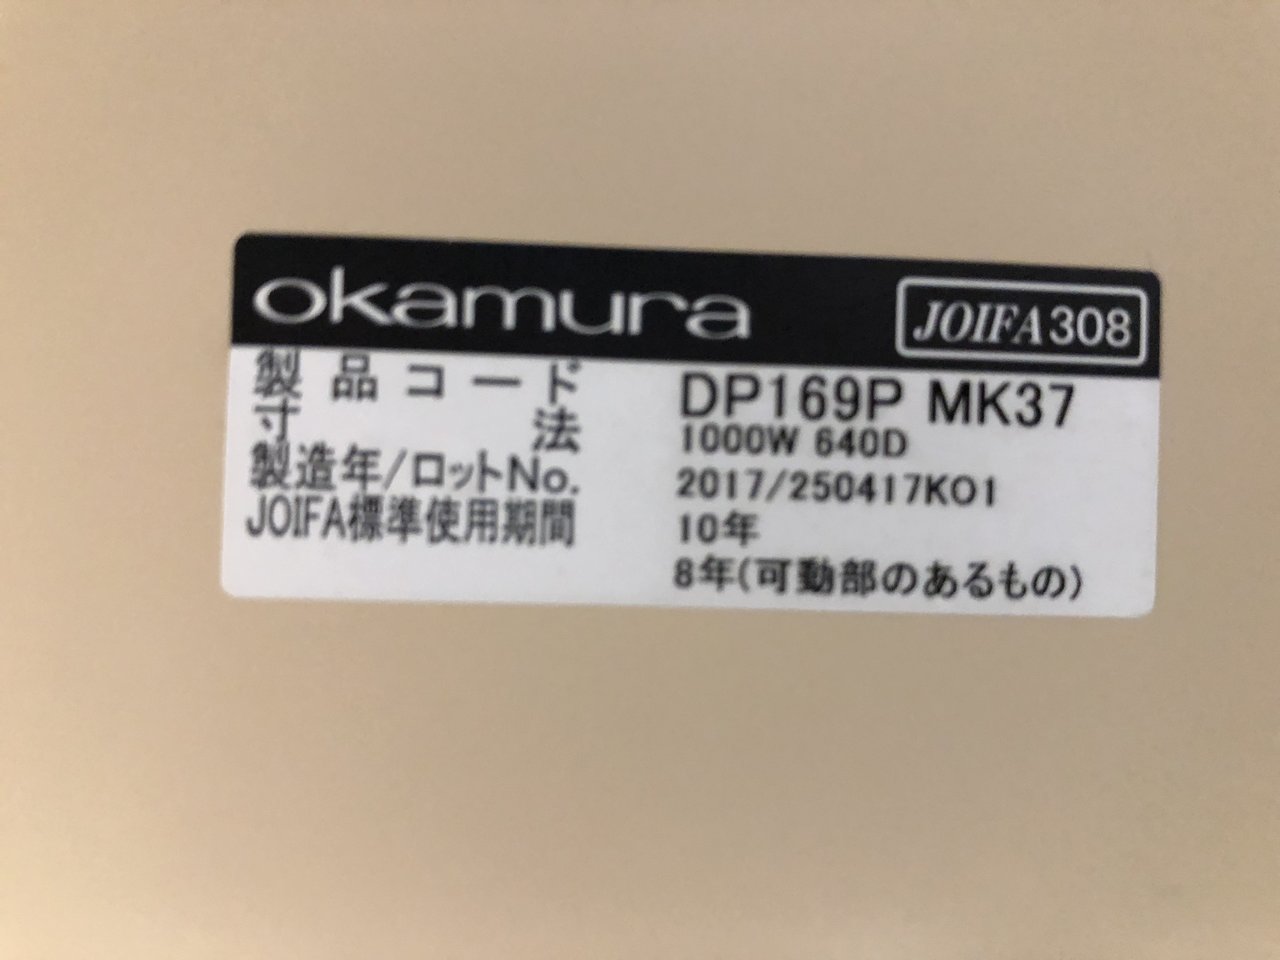 okamura JOIFA308
製品コード DP169P MK37
寸法 1000W 640D
製造年/ロットNo. 2017/250417K01
JOIFA標準使用期間 10年
8年(可動部のあるもの)